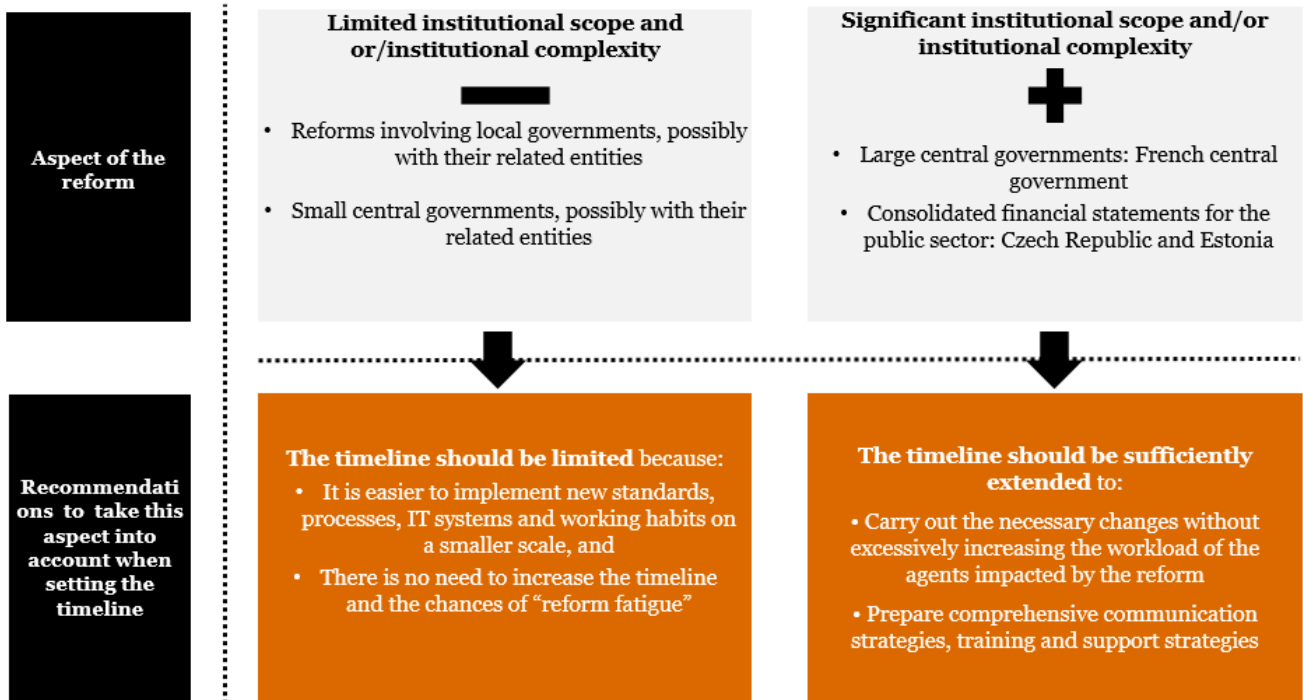 Limited institutional scope and
or/institutional complexity
Significant institutional scope and/or
institutional complexity
Aspect of the
reform
• Reforms involving local governments, possibly
with their related entities
• Small central governments, possibly with their
related entities
• Large central governments: French central
government
• Consolidated financial statements for the
public sector: Czech Republic and Estonia
Recommendati
ons to take this
aspect into
account when
setting the
timeline
The timeline should be limited because:
• It is easier to implement new standards,
processes, IT systems and working habits on
a smaller scale, and
• There is no need to increase the timeline
and the chances of “reform fatigue”
The timeline should be sufficiently
extended to:
• Carry out the necessary changes without
excessively increasing the workload of the
agents impacted by the reform
• Prepare comprehensive communication
strategies, training and support strategies